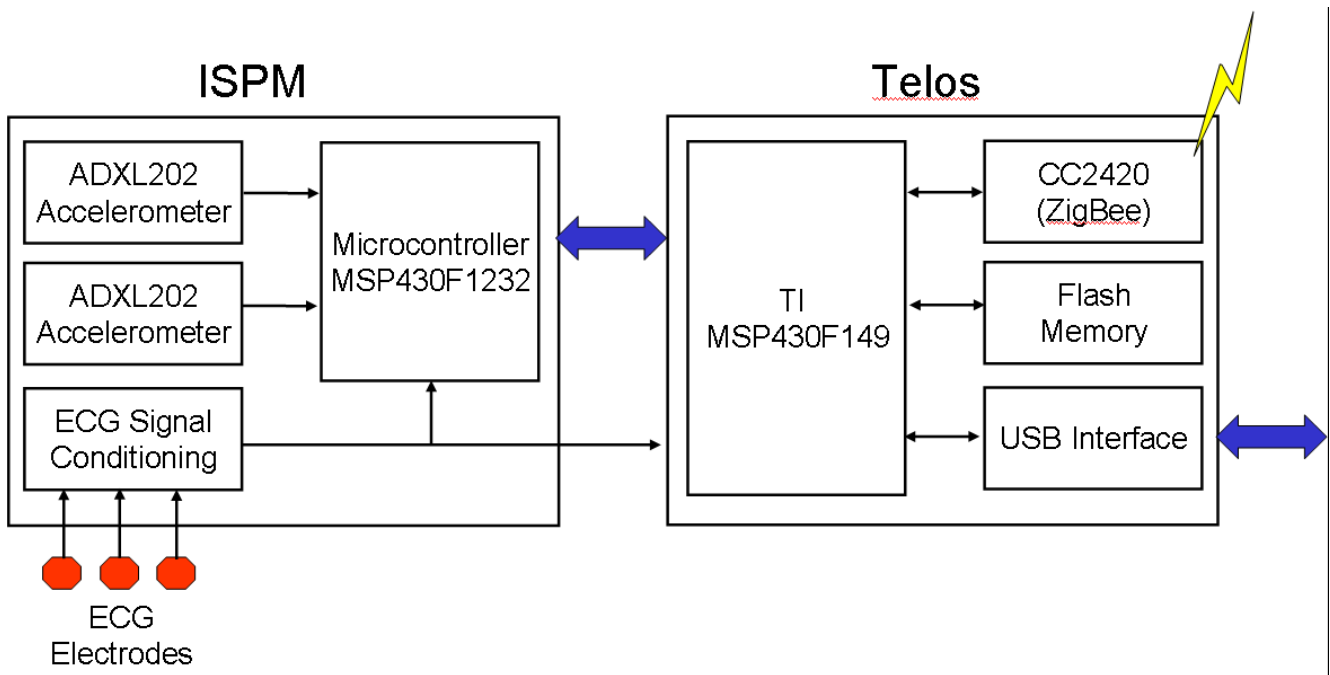 ISPM
Telos
ADXL202
Accelerometer
ADXL202
Accelerometer
ECG Signal
Conditioning
Microcontroller
MSP430F1232
ECG
Electrodes
TI
MSP430F149
CC2420
(ZigBee)
Flash
Memory
USB Interface